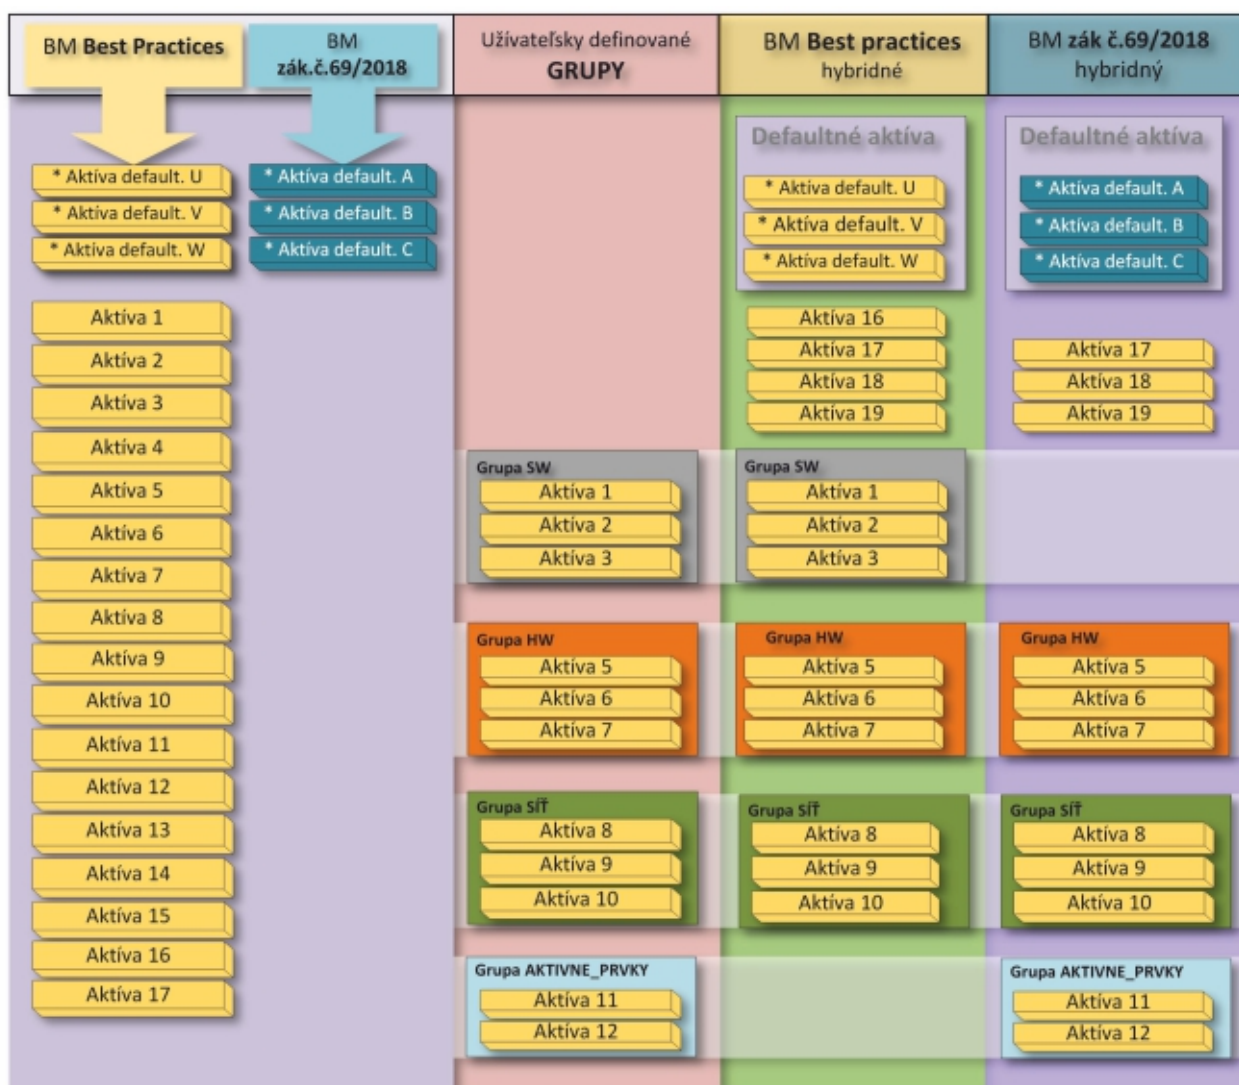 BM Best Practices
BM
zák.č.69/2018
Užívateľsky definované
GRUPY
BM Best practices
hybridné
BM zák č.69/2018
hybridný
* Aktíva default. U
* Aktíva default. V
* Aktíva default. W
Aktíva 1
Aktíva 2
Aktíva 3
Aktíva 4
Aktíva 5
Aktíva 6
Aktíva 7
Aktíva 8
Aktíva 9
Aktíva 10
Aktíva 11
Aktíva 12
Aktíva 13
Aktíva 14
Aktíva 15
Aktíva 16
Aktíva 17
* Aktíva default. A
* Aktíva default. B
* Aktíva default. C
Grupa SW
Aktíva 1
Aktíva 2
Aktíva 3
Grupa HW
Aktíva 5
Aktíva 6
Aktíva 7
Grupa SÍŤ
Aktíva 8
Aktíva 9
Aktíva 10
Grupa AKTIVNE_PRVKY
Aktíva 11
Aktíva 12
Defaultné aktíva
* Aktíva default. U
* Aktíva default. V
* Aktíva default. W
Aktíva 16
Aktíva 17
Aktíva 18
Aktíva 19
Grupa SW
Aktíva 1
Aktíva 2
Aktíva 3
Grupa HW
Aktíva 5
Aktíva 6
Aktíva 7
Grupa SÍŤ
Aktíva 8
Aktíva 9
Aktíva 10
Defaultné aktíva
* Aktíva default. A
* Aktíva default. B
* Aktíva default. C
Aktíva 17
Aktíva 18
Aktíva 19
Grupa HW
Aktíva 5
Aktíva 6
Aktíva 7
Grupa SÍŤ
Aktíva 8
Aktíva 9
Aktíva 10
Grupa AKTIVNE_PRVKY
Aktíva 11
Aktíva 12